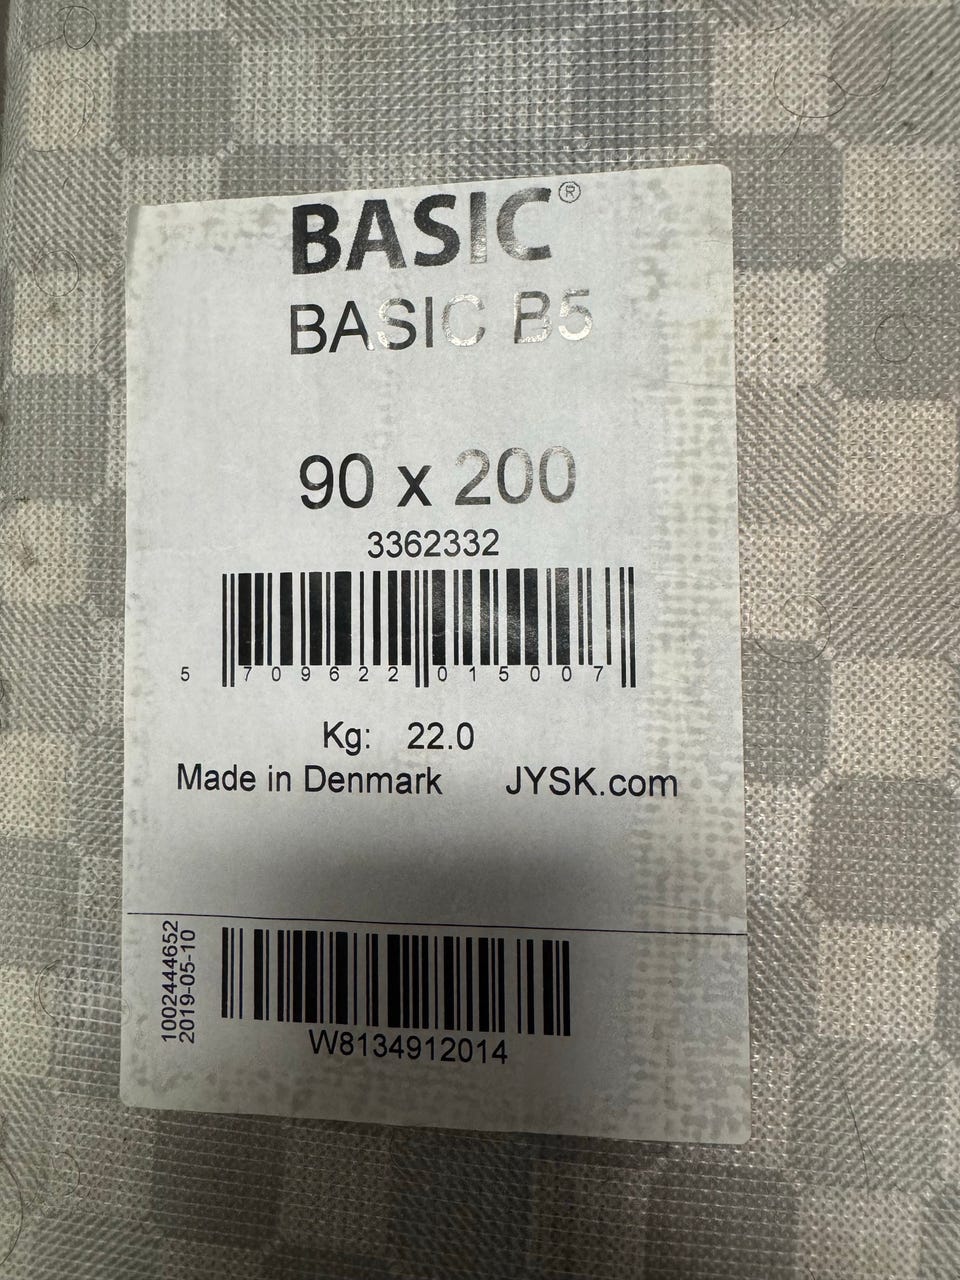 BASIC®
BASIC B5
90 x 200
3362332
5 709622 015007
Kg: 22.0
Made in Denmark JYSK.com
1002444652
2019-05-10
W8134912014